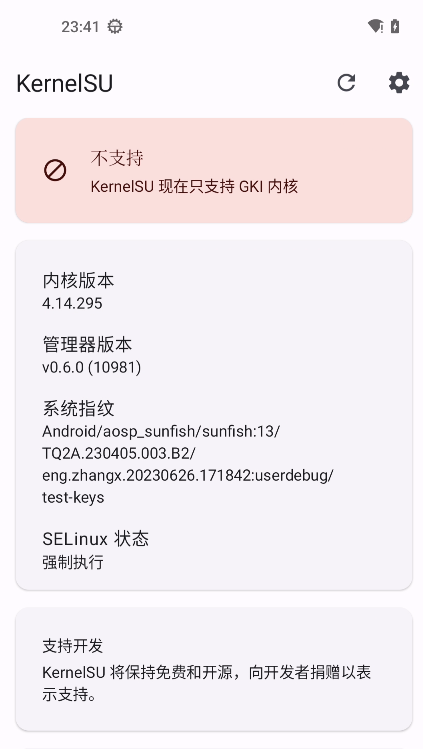 23:41
KernelSU
不支持
KernelSU 现在只支持 GKI 内核
内核版本
4.14.295
管理器版本
v0.6.0 (10981)
系统指纹
Android/aosp_sunfish/sunfish:13/
TQ2A.230405.003.B2/
eng.zhangx.20230626.171842:userdebug/
test-keys
SELinux 状态
强制执行
支持开发
KernelSU 将保持免费和开源，向开发者捐赠以表
示支持。